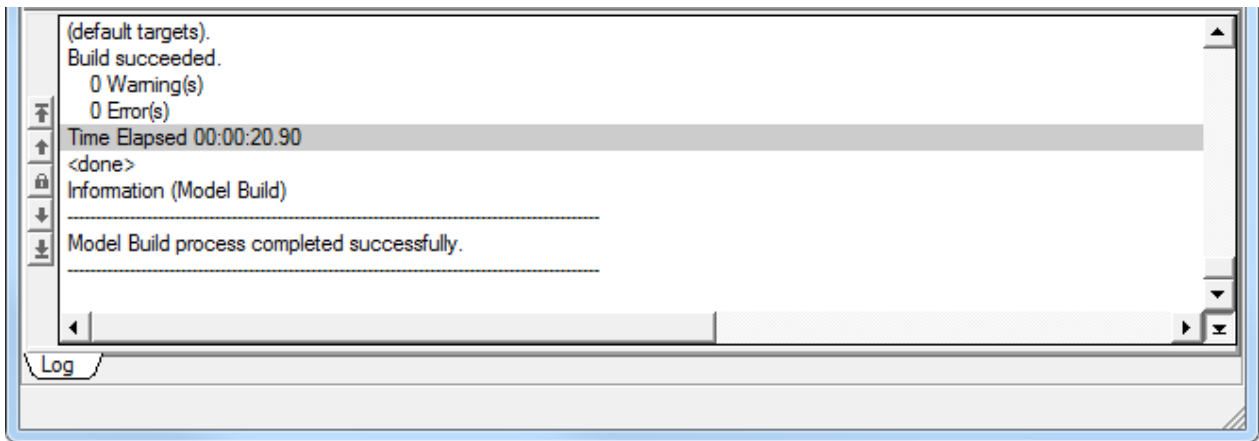 (default targets).
Build succeeded.
0 Warning(s)
0 Error(s)
Time Elapsed 00:00:20.90
<done>
Information (Model Build)
--------------------------------------------------------------------------------
Model Build process completed successfully.
--------------------------------------------------------------------------------
Log